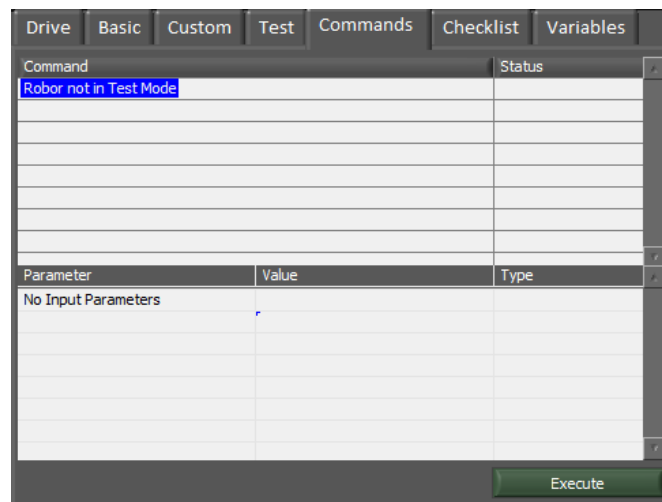 Drive Basic Custom Test Commands Checklist Variables
Command Status
Robor not in Test Mode
Parameter Value Type
No Input Parameters
Execute